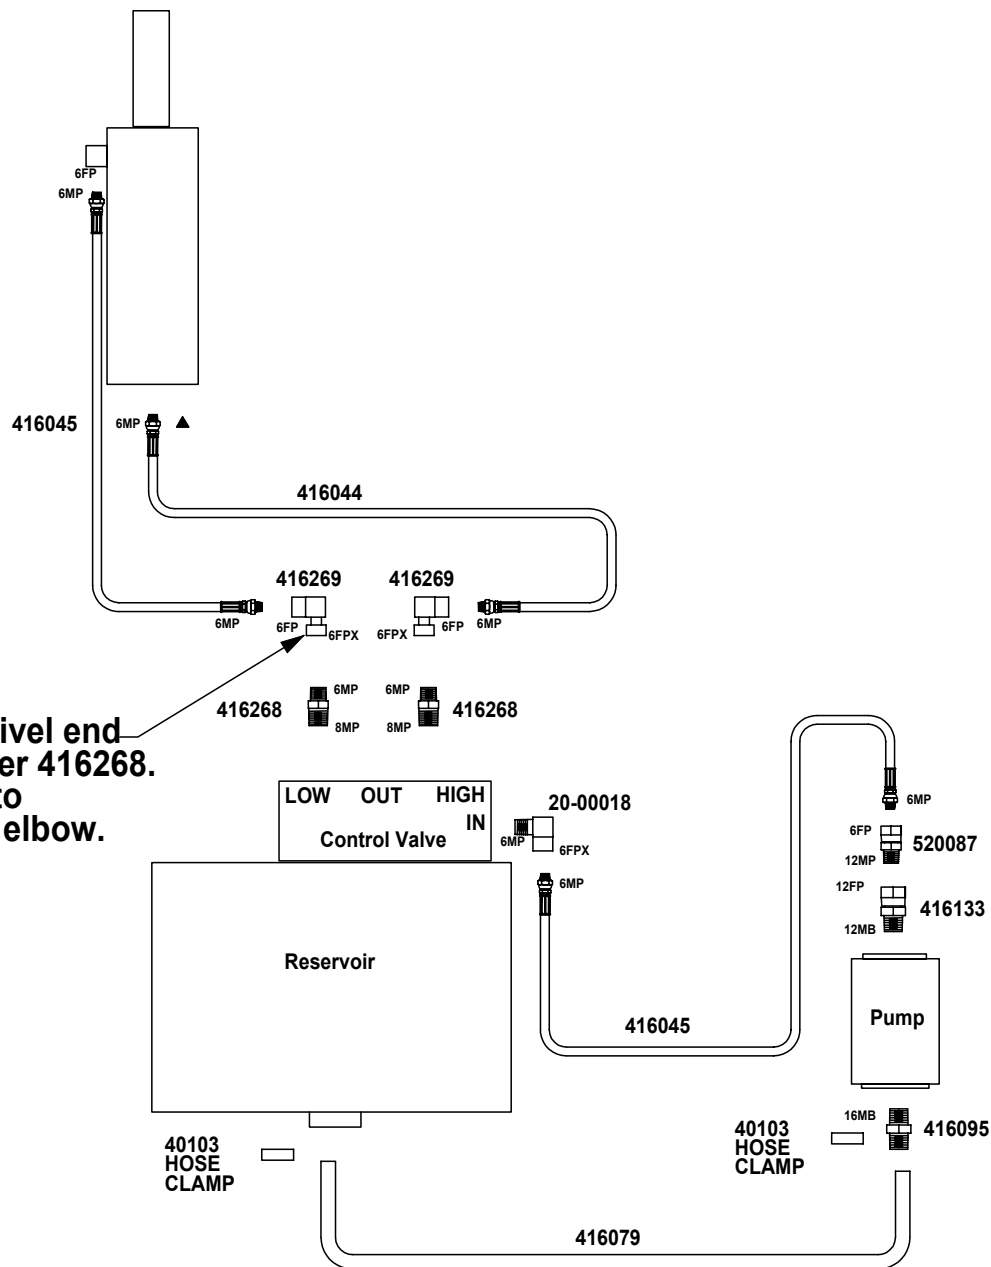 6FP
6MP
416045
6MP
416044
416269
416269
6MP
6FP
6FPX
6FPX
6FP
6MP
416268
6MP
8MP
6MP
8MP
416268
ivel end
er 416268.
to
elbow.
LOW OUT HIGH
IN
Control Valve
20-00018
6MP
6FPX
6MP
6MP
6FP
12MP
520087
12FP
12MB
416133
Reservoir
Pump
416045
16MB
416095
40103
HOSE
CLAMP
40103
HOSE
CLAMP
416079